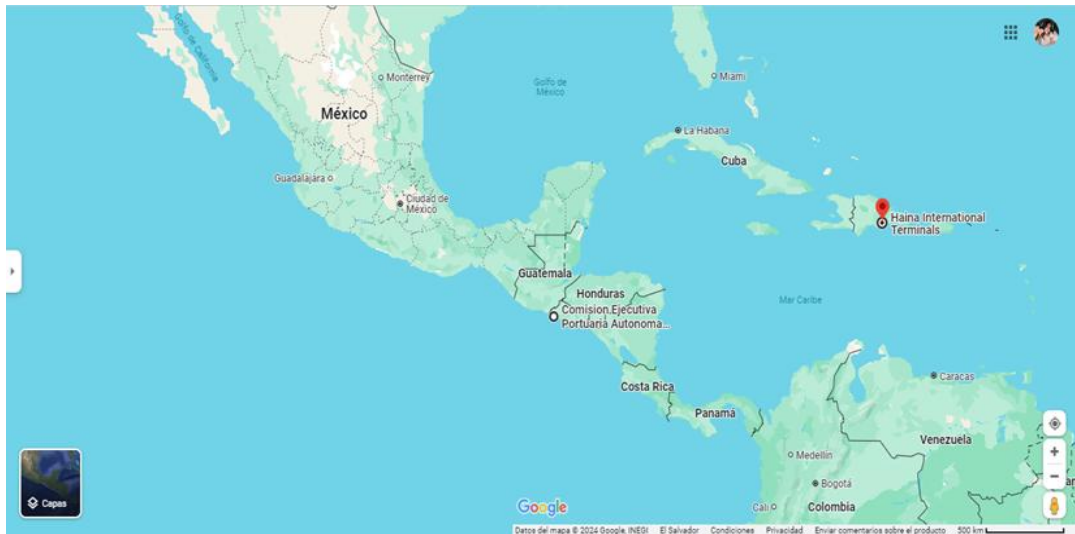 Golfo de California
Monterrey
México
Golfo de
México
Miami
La Habana
Cuba
Guadalajara
Ciudad de
México
Haina International
Terminals
Guatemala
Honduras
Comision Ejecutiva
Portuaria Autonoma...
Mar Caribe
Costa Rica
Panamá
Caracas
Venezuela
Medellín
Bogotá
Cali
Colombia
Capas
Google
Datos del mapa © 2024 Google, INEGI El Salvador Condiciones Privacidad Enviar comentarios sobre el producto 500 km